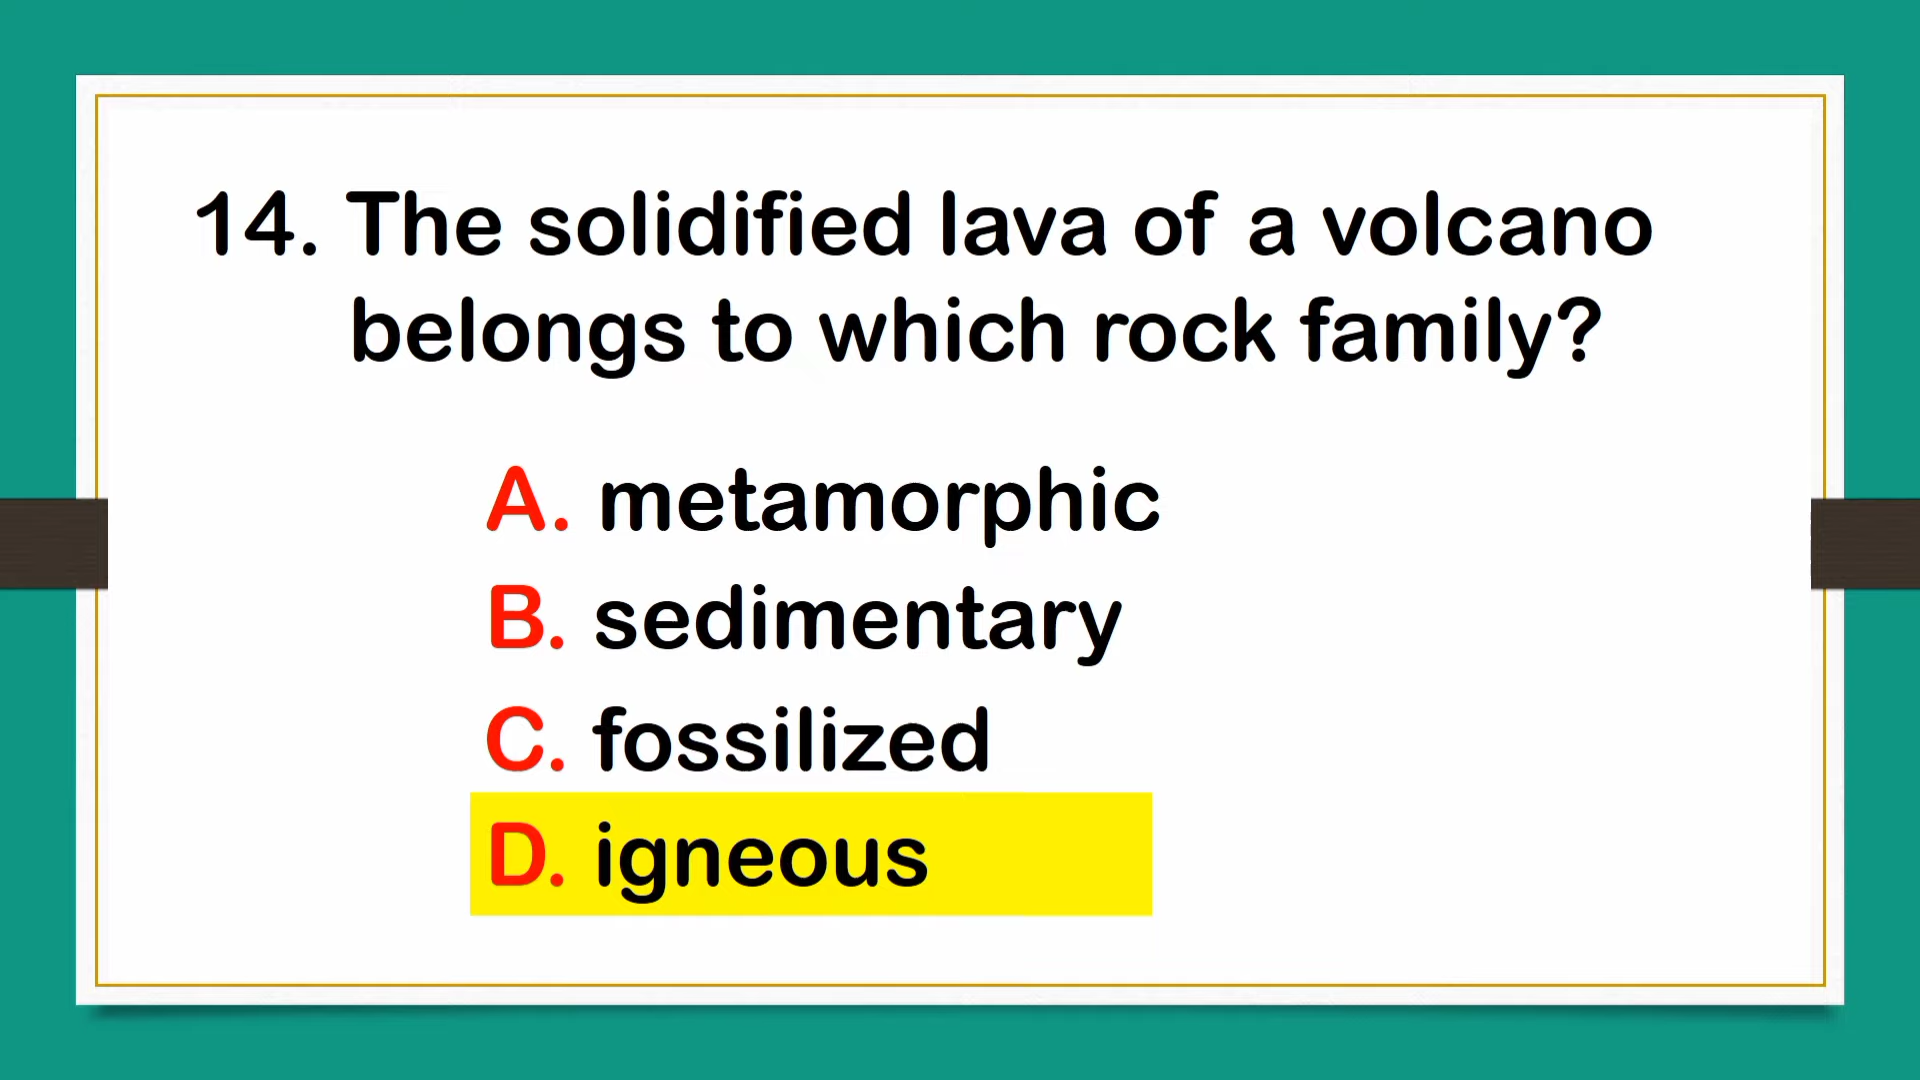 14. The solidified lava of a volcano
belongs to which rock family?
A. metamorphic
B. sedimentary
C. fossilized
D. igneous